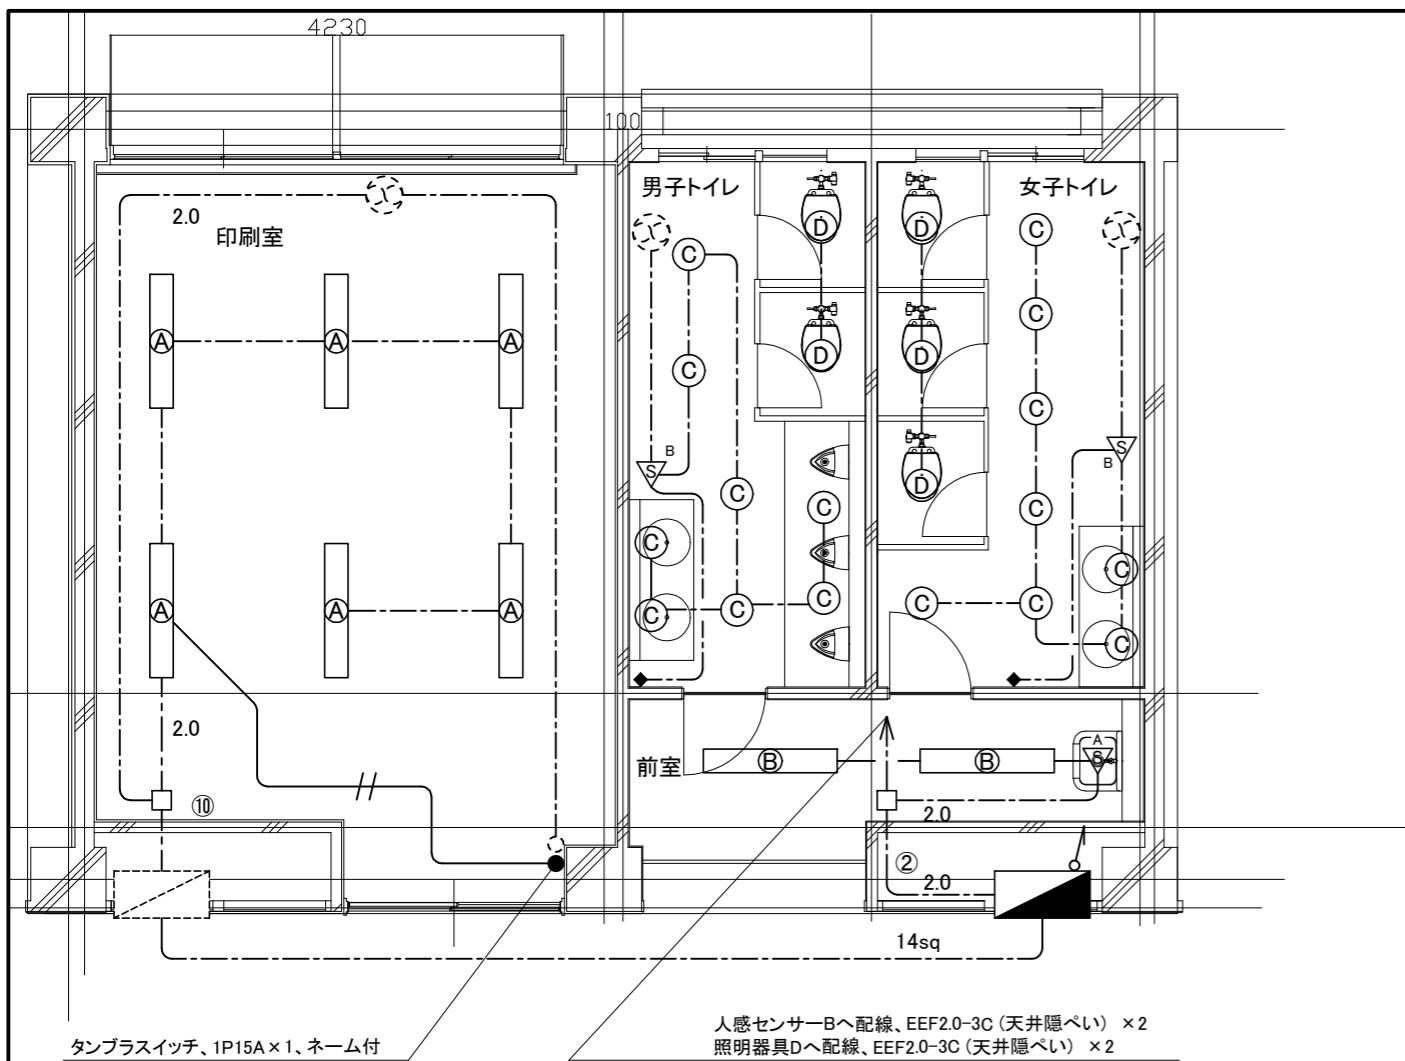 4230
100
男子トイレ
女子トイレ
2.0
印刷室
C
D
D
C
C
A
A
A
C
D
D
C
C
B
S
D
S
B
C
C
C
C
C
C
A
A
A
C
C
C
C
C
C
2.0
前室
B
B
A
S
⑩
2.0
②
2.0
14sq
人感センサーBへ配線、EEF2.0-3C (天井隠ぺい) ×2
タンブラスイッチ、1P15A×1、ネーム付
照明器具Dへ配線、EEF2.0-3C (天井隠ぺい) ×2